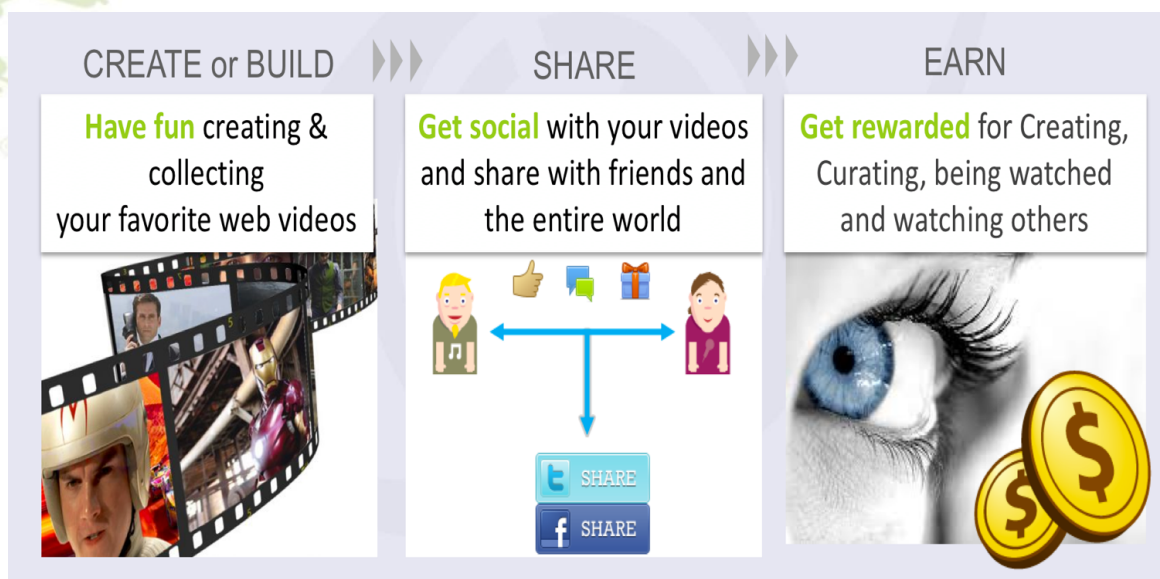 CREATE or BUILD
SHARE
EARN
Have fun creating &
collecting
your favorite web videos
Get social with your videos
and share with friends and
the entire world
Get rewarded for Creating,
Curating, being watched
and watching others
M
5
5
t SHARE
f SHARE
$
$